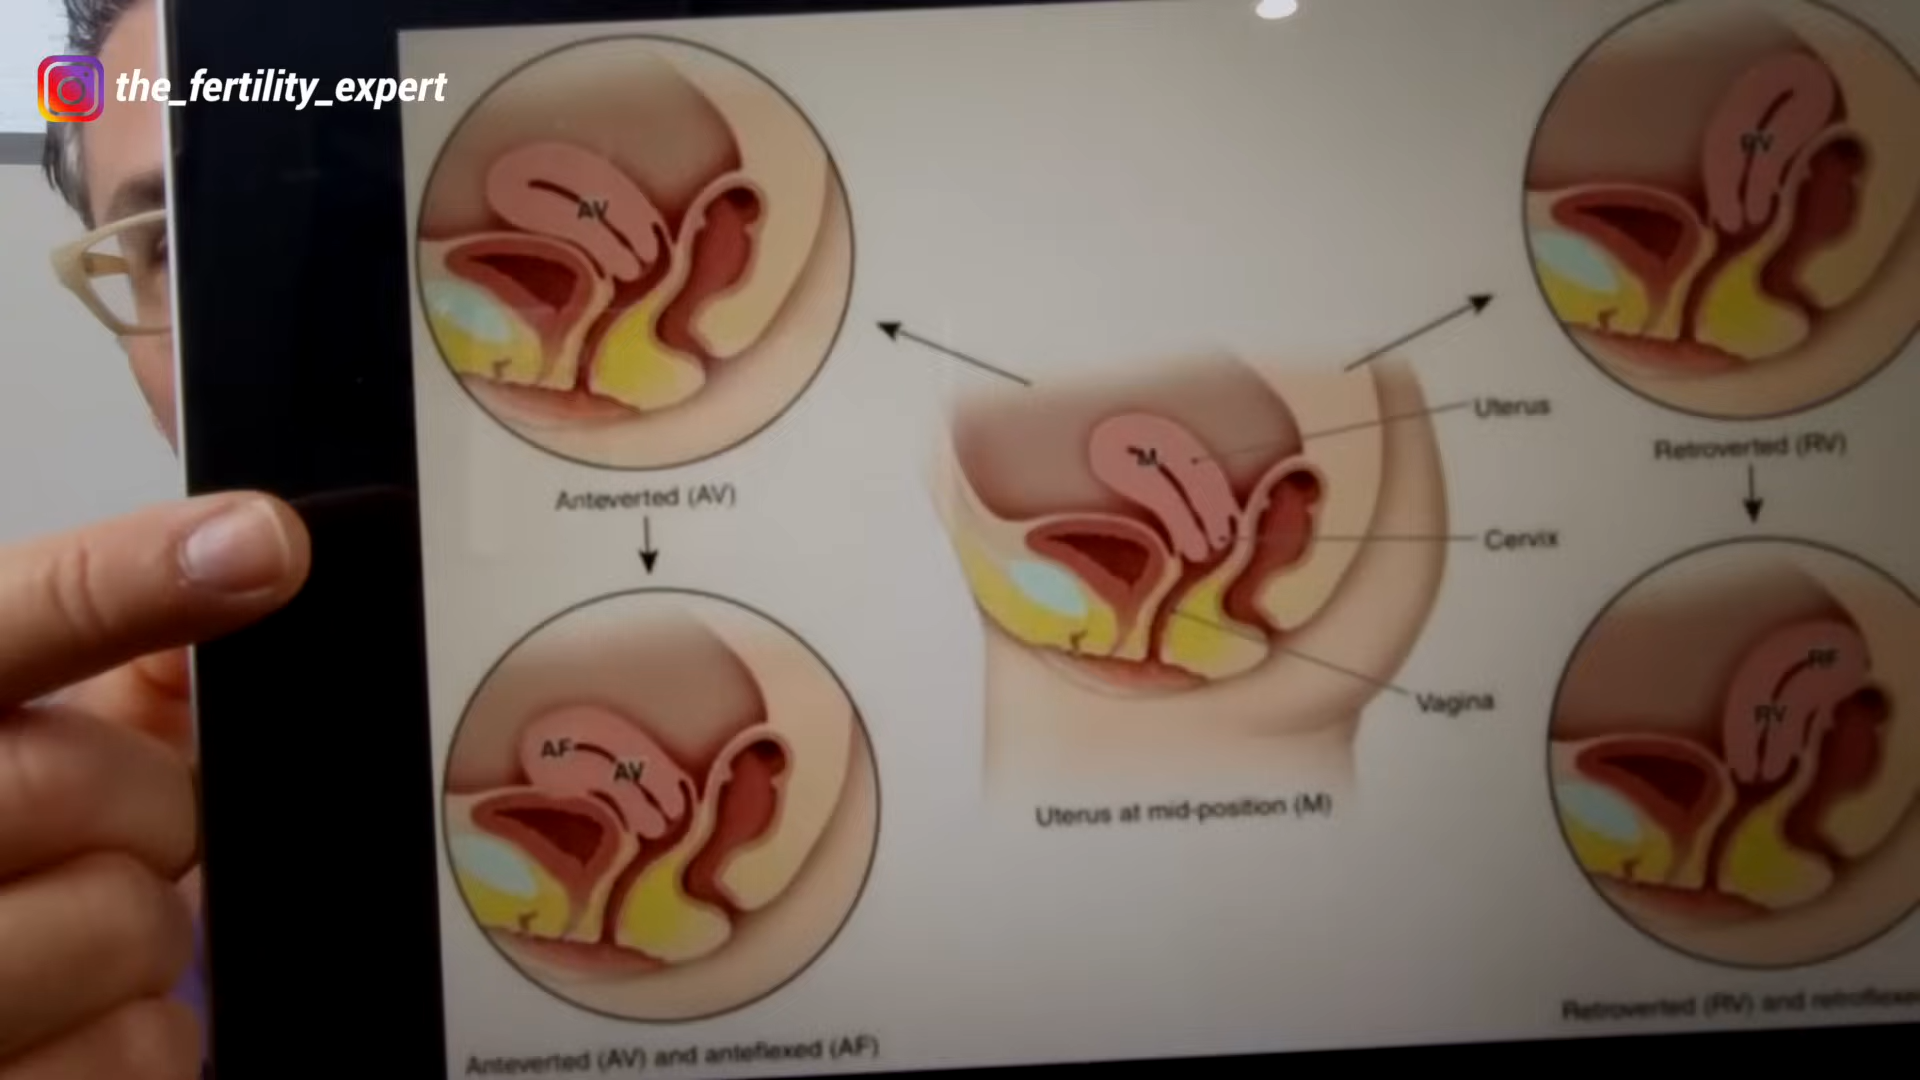 the_fertility_expert
AV
Anteverted (AV)
AF
AV
Anteverted (AV) and anteflexed (AF)
M
Uterus
Cervix
Vagina
Uterus at mid-position (M)
RV
Retroverted (RV)
RF
RV
Retroverted (RV) and retroflexe